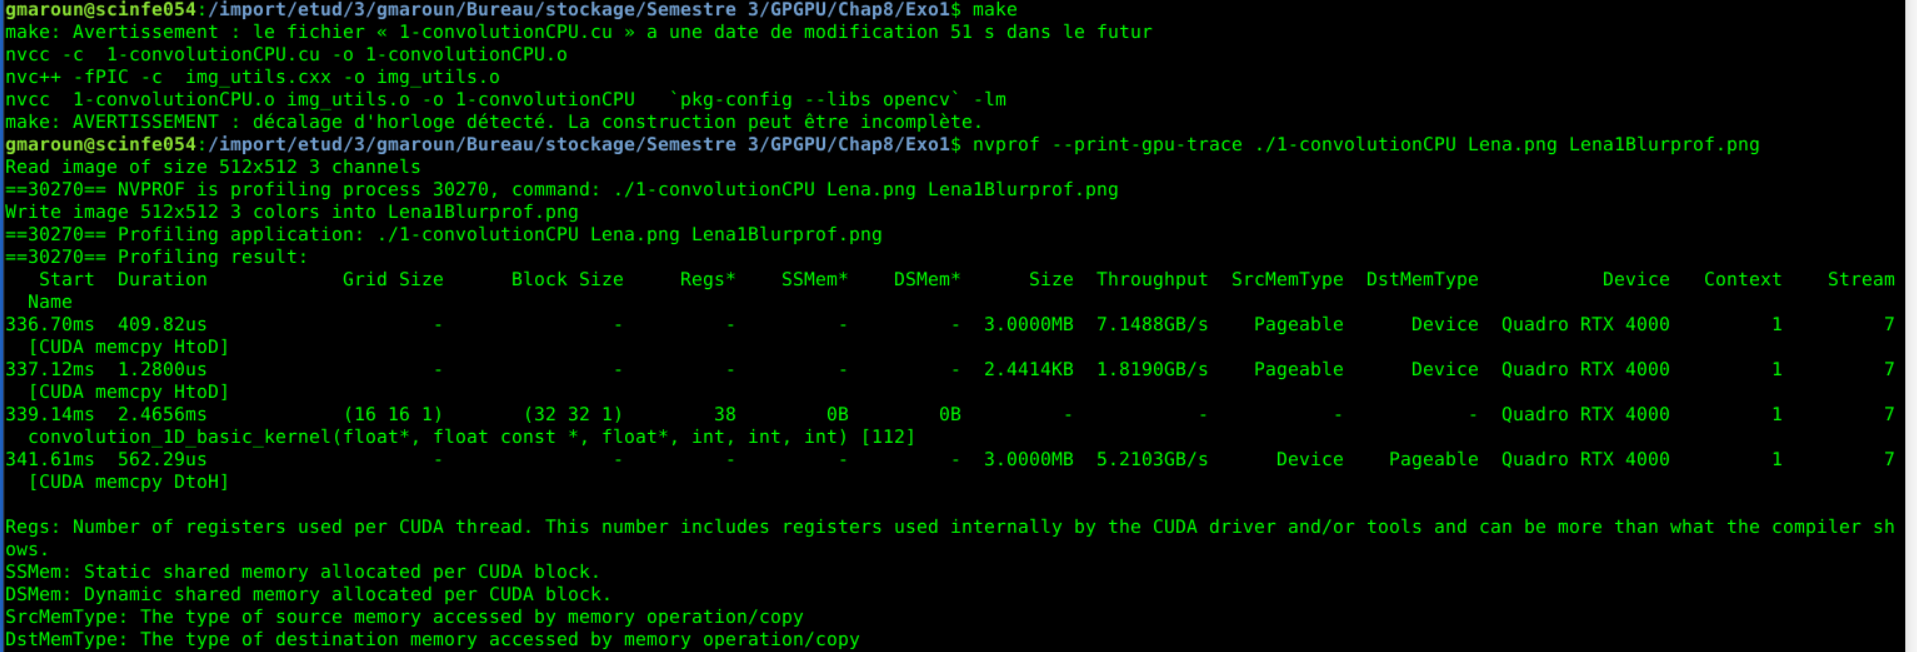 gmaroun@scinfe054:/import/etud/3/gmaroun/Bureau/stockage/Semestre 3/GPGPU/Chap8/Exo1$ make
make: Avertissement : le fichier « 1-convolutionCPU.cu » a une date de modification 51 s dans le futur
nvcc -c  1-convolutionCPU.cu -o 1-convolutionCPU.o
nvc++ -fPIC -c  img_utils.cxx -o img_utils.o
nvcc  1-convolutionCPU.o img_utils.o -o 1-convolutionCPU   `pkg-config --libs opencv` -lm
make: AVERTISSEMENT : décalage d'horloge détecté. La construction peut être incomplète.
gmaroun@scinfe054:/import/etud/3/gmaroun/Bureau/stockage/Semestre 3/GPGPU/Chap8/Exo1$ nvprof --print-gpu-trace ./1-convolutionCPU Lena.png Lena1Blurprof.png
Read image of size 512x512 3 channels
==30270== NVPROF is profiling process 30270, command: ./1-convolutionCPU Lena.png Lena1Blurprof.png
Write image 512x512 3 colors into Lena1Blurprof.png
==30270== Profiling application: ./1-convolutionCPU Lena.png Lena1Blurprof.png
==30270== Profiling result:
   Start  Duration            Grid Size      Block Size     Regs*    SSMem*    DSMem*      Size  Throughput  SrcMemType  DstMemType           Device   Context    Stream
  Name
336.70ms  409.82us                    -               -         -         -         -  3.0000MB  7.1488GB/s    Pageable      Device  Quadro RTX 4000         1         7
  [CUDA memcpy HtoD]
337.12ms  1.2800us                    -               -         -         -         -  2.4414KB  1.8190GB/s    Pageable      Device  Quadro RTX 4000         1         7
  [CUDA memcpy HtoD]
339.14ms  2.4656ms           (16 16 1)       (32 32 1)        38        0B        0B         -           -           -           -  Quadro RTX 4000         1         7
  convolution_1D_basic_kernel(float*, float const *, float*, int, int, int) [112]
341.61ms  562.29us                    -               -         -         -         -  3.0000MB  5.2103GB/s      Device    Pageable  Quadro RTX 4000         1         7
  [CUDA memcpy DtoH]
Regs: Number of registers used per CUDA thread. This number includes registers used internally by the CUDA driver and/or tools and can be more than what the compiler sh
ows.
SSMem: Static shared memory allocated per CUDA block.
DSMem: Dynamic shared memory allocated per CUDA block.
SrcMemType: The type of source memory accessed by memory operation/copy
DstMemType: The type of destination memory accessed by memory operation/copy